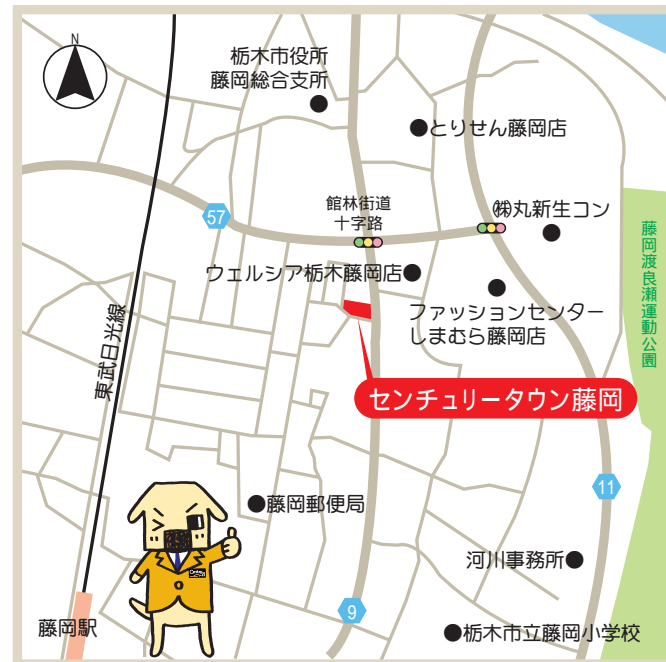 N
栃木市役所
藤岡総合支所
とりせん藤岡店
57
館林街道
十字路
㈱丸新生コン
藤岡渡良瀬運動公園
ウェルシア栃木藤岡店
ファッションセンター
しまむら藤岡店
東武日光線
センチュリータウン藤岡
11
藤岡郵便局
河川事務所
9
藤岡駅
栃木市立藤岡小学校